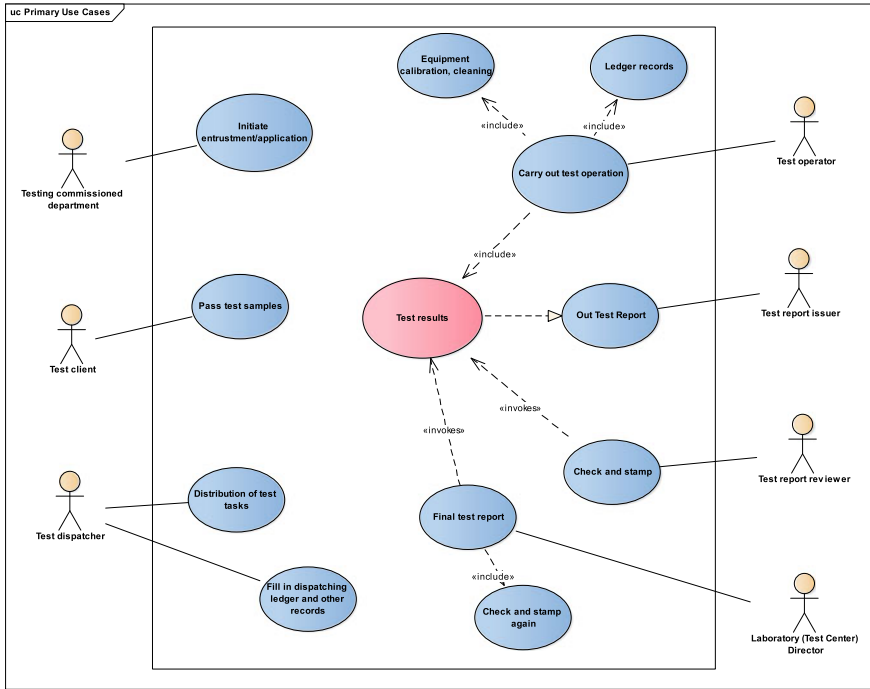 uc Primary Use Cases
Equipment
calibration, cleaning
Ledger records
«include»
«include»
Initiate
entrustment/application
Testing commissioned
department
Carry out test operation
Test operator
«include»
Pass test samples
Test client
Test results
Out Test Report
Test report issuer
«invokes»
«invokes»
Check and stamp
Test report reviewer
Distribution of test
tasks
Test dispatcher
Final test report
«include»
Fill in dispatching
ledger and other
records
Check and stamp
again
Laboratory (Test Center)
Director